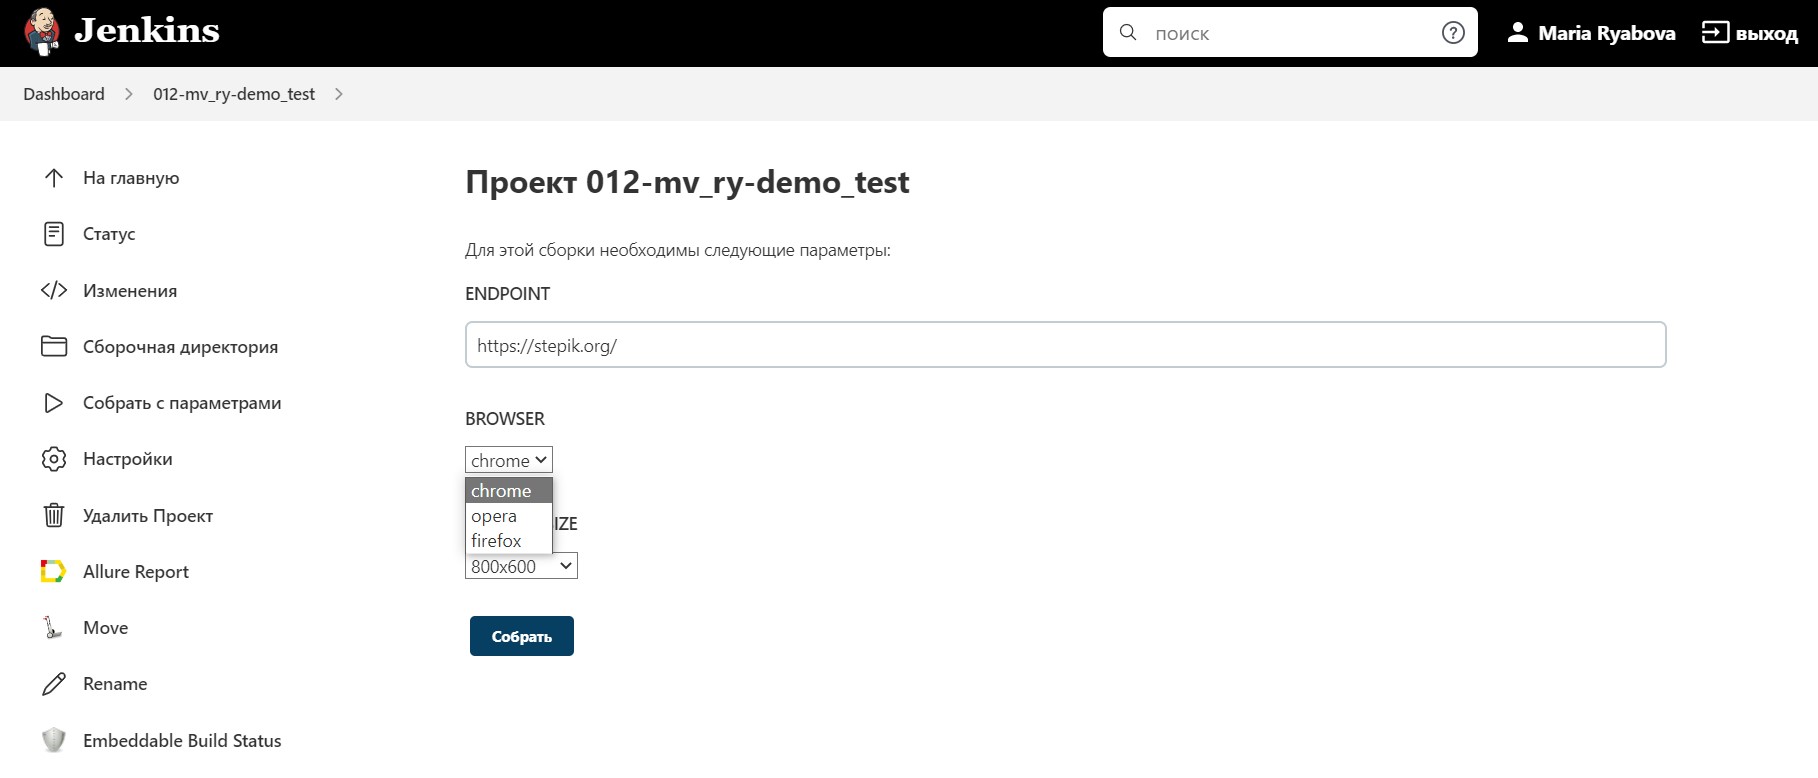 Jenkins
поиск
Maria Ryabova
выход
Dashboard
012-mv_ry-demo_test
На главную
Статус
Изменения
Сборочная директория
Собрать с параметрами
Настройки
Удалить Проект
Allure Report
Move
Rename
Embeddable Build Status
Проект 012-mv_ry-demo_test
Для этой сборки необходимы следующие параметры:
ENDPOINT
https://stepik.org/
BROWSER
chrome
chrome
opera
firefox
800x600
Собрать